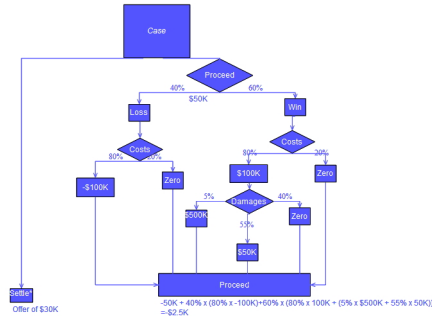 Case
Proceed
40%
60%
$50K
Loss
Win
Costs
Costs
80%
20%
80%
20%
-$100K
Zero
$100K
Zero
5%
Damages
40%
$500K
Zero
55%
$50K
Settle*
Proceed
Offer of $30K
-50K + 40% x (80% x -100K)+60% x (80% x 100K + (5% x $500K + 55% x 50K))
=-$2.5K